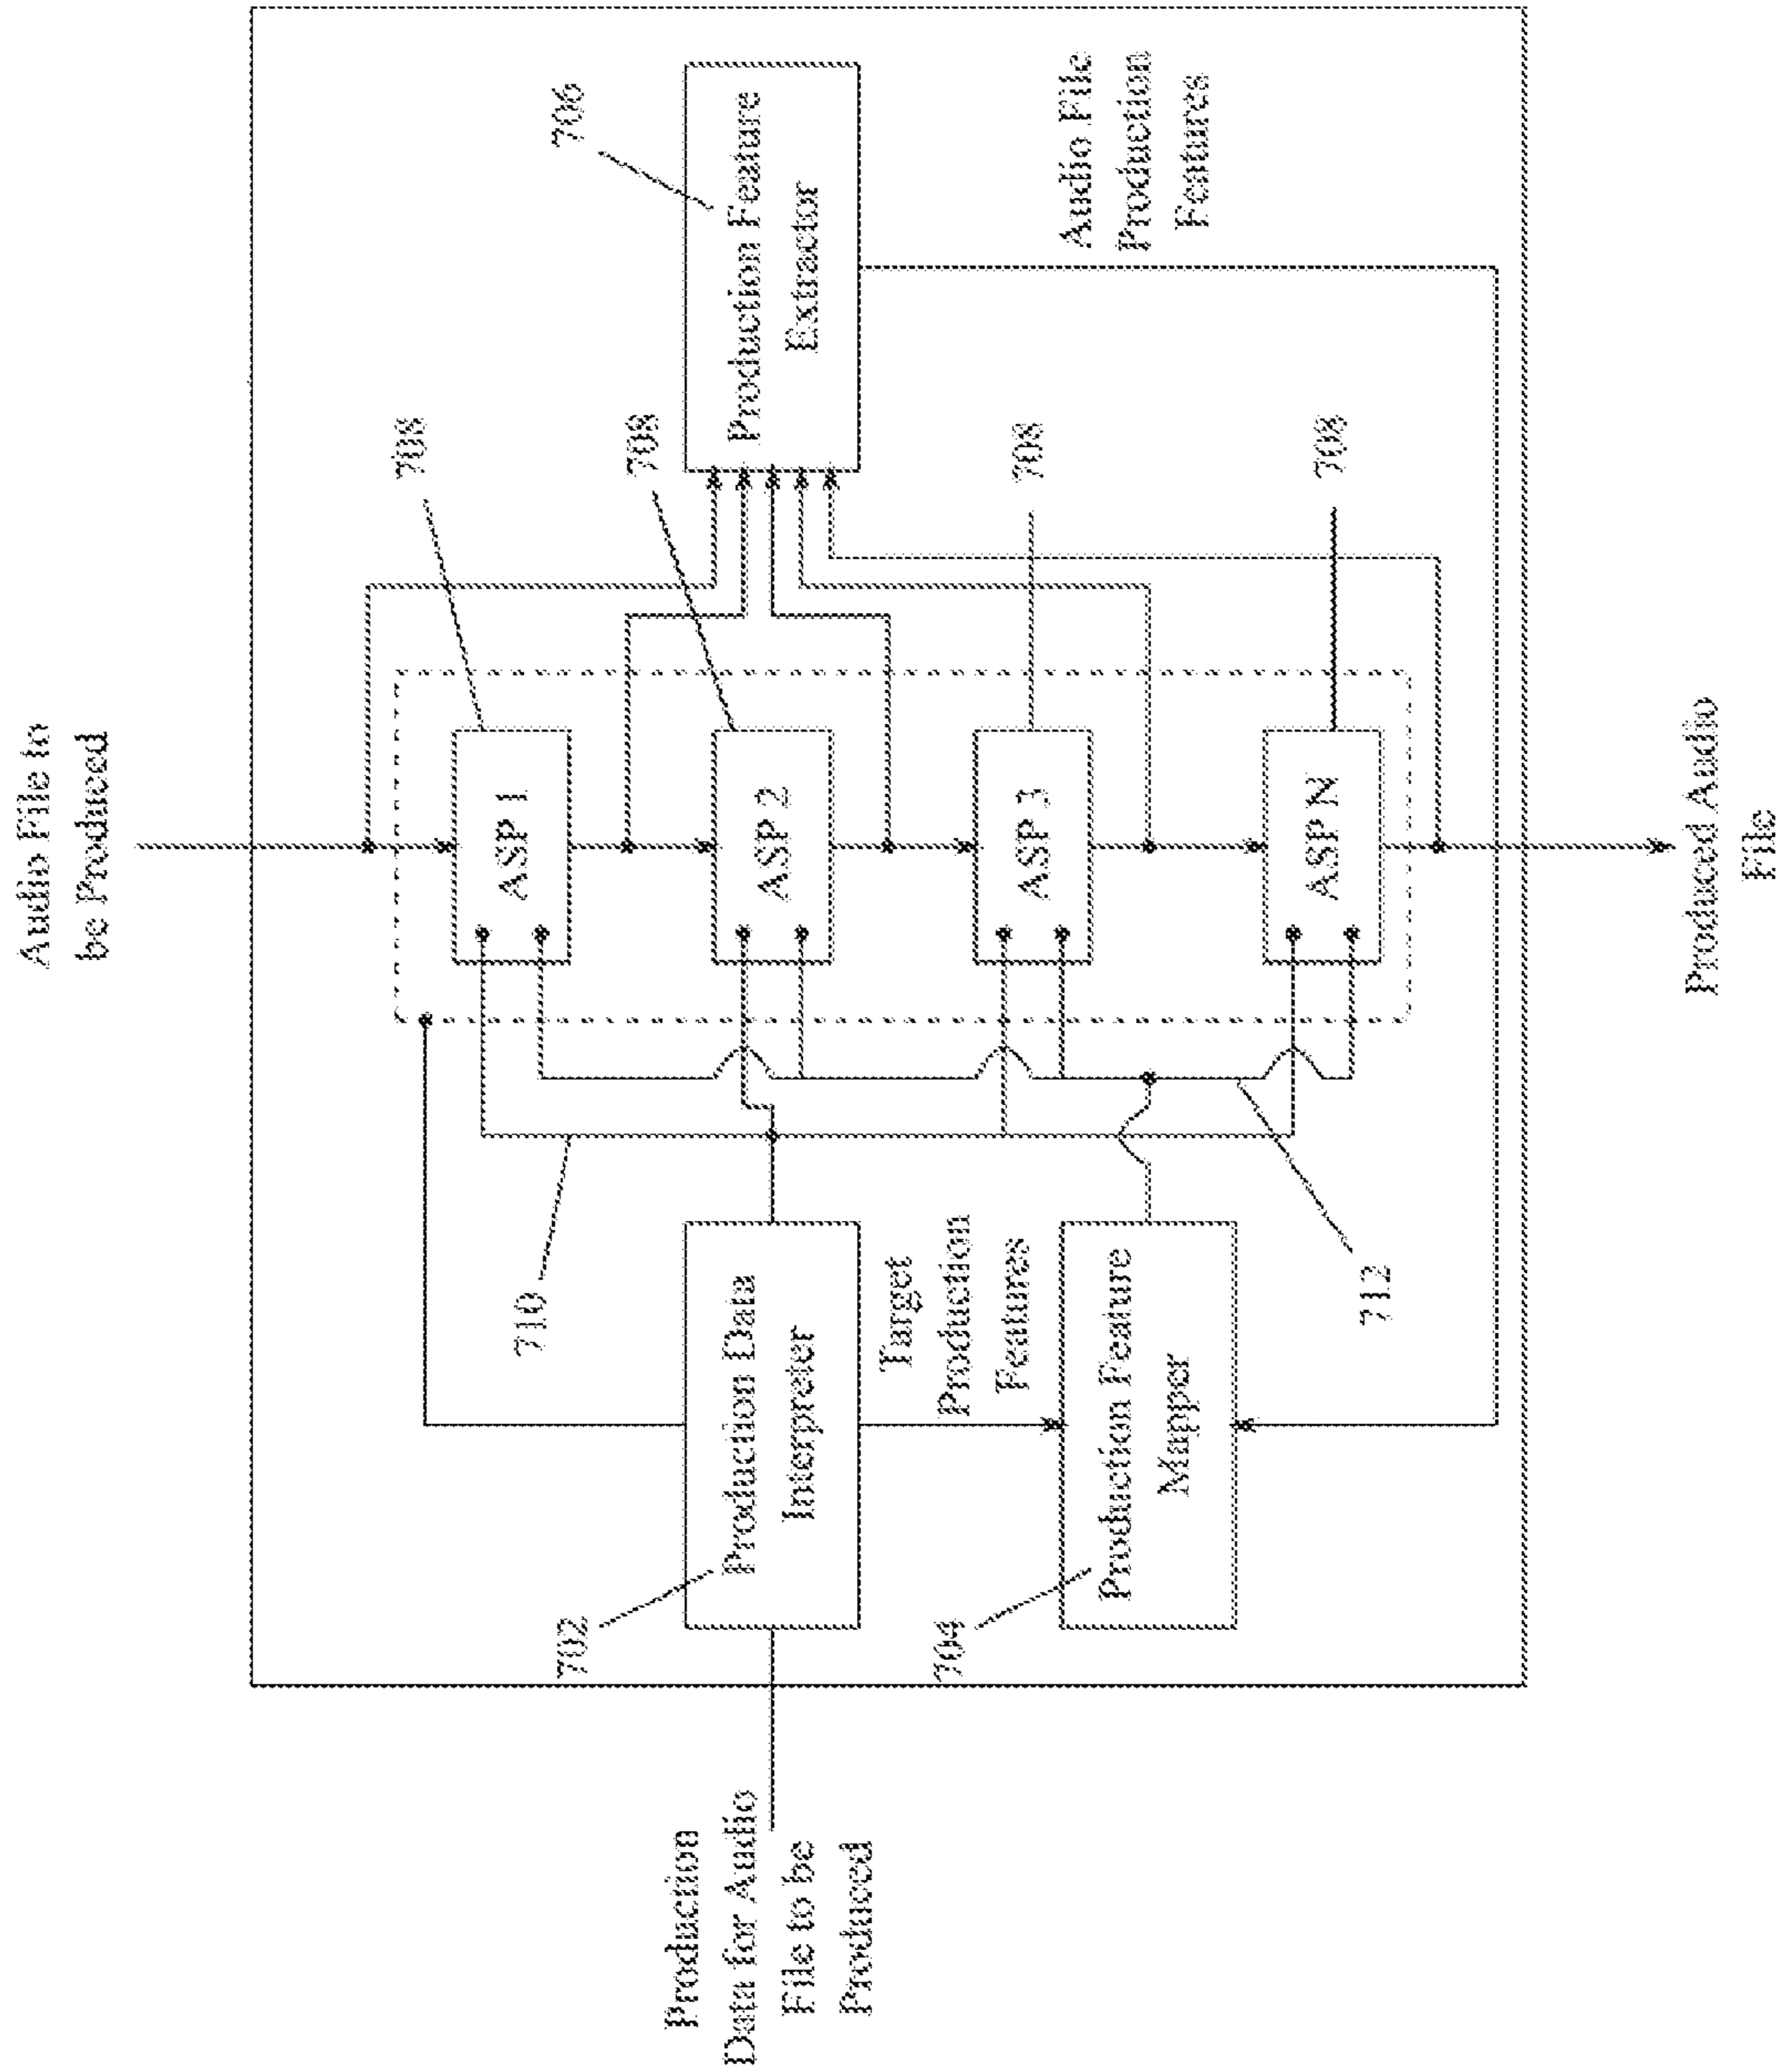 Audio File to
be Produced
706
Production Feature
Extractor
Audio File
Production
Features
708
708
708
708
ASP 1
ASP 2
ASP 3
ASP N
710
712
Production Data
Interpreter
702
Target
Production
Features
Production Feature
Mapper
704
Production
Data for Audio
File to be
Produced
Produced Audio
File